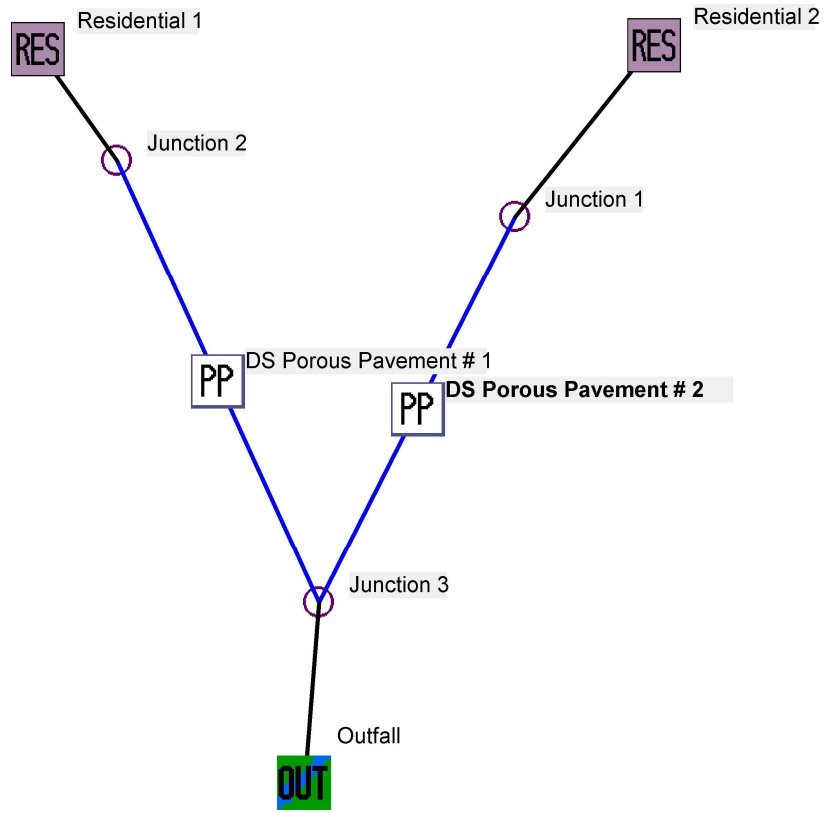 Residential 1
Residential 2
RES
RES
Junction 2
Junction 1
DS Porous Pavement # 1
PP
DS Porous Pavement # 2
PP
Junction 3
Outfall
OUT